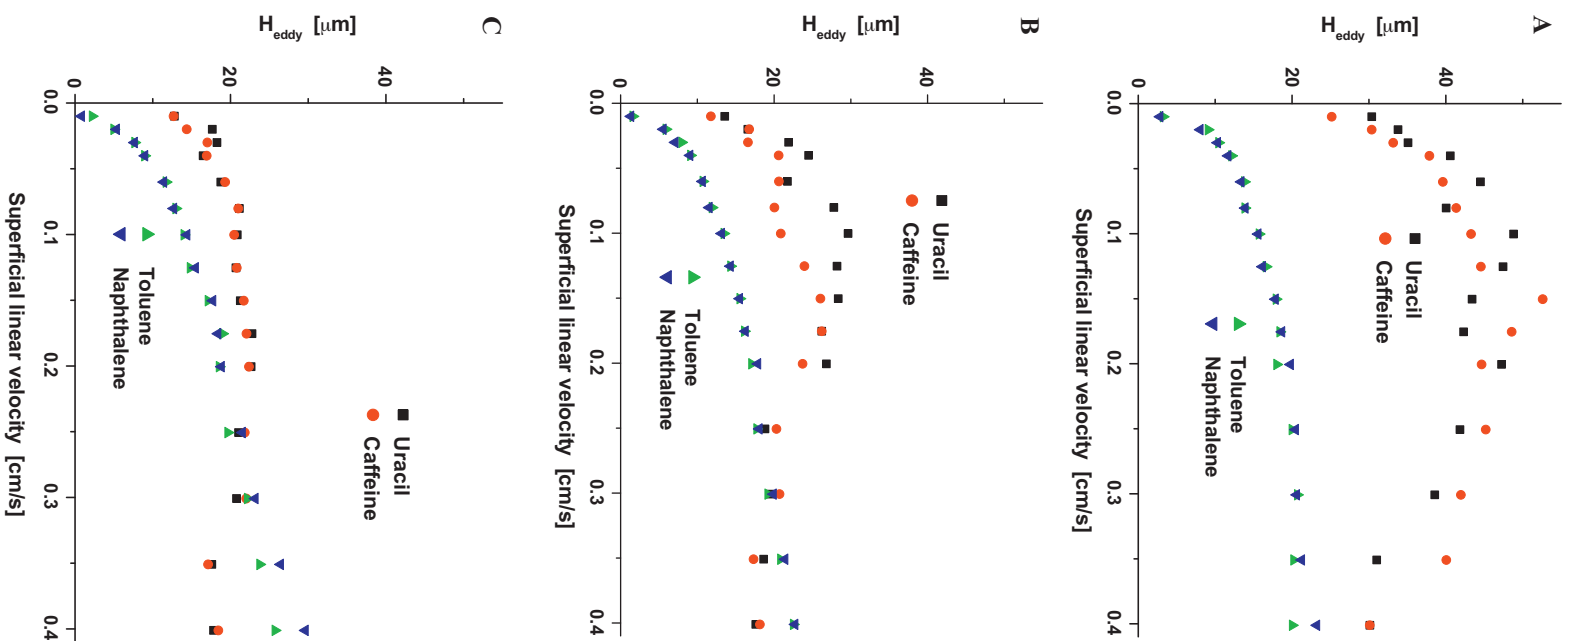 A
H_eddy [μm]
40
20
0
0.0
0.1
0.2
0.3
0.4
Uracil
Caffeine
Toluene
Naphthalene
Superficial linear velocity [cm/s]
B
H_eddy [μm]
40
20
0
0.0
0.1
0.2
0.3
0.4
Uracil
Caffeine
Toluene
Naphthalene
Superficial linear velocity [cm/s]
C
H_eddy [μm]
40
20
0
0.0
0.1
0.2
0.3
0.4
Uracil
Caffeine
Toluene
Naphthalene
Superficial linear velocity [cm/s]